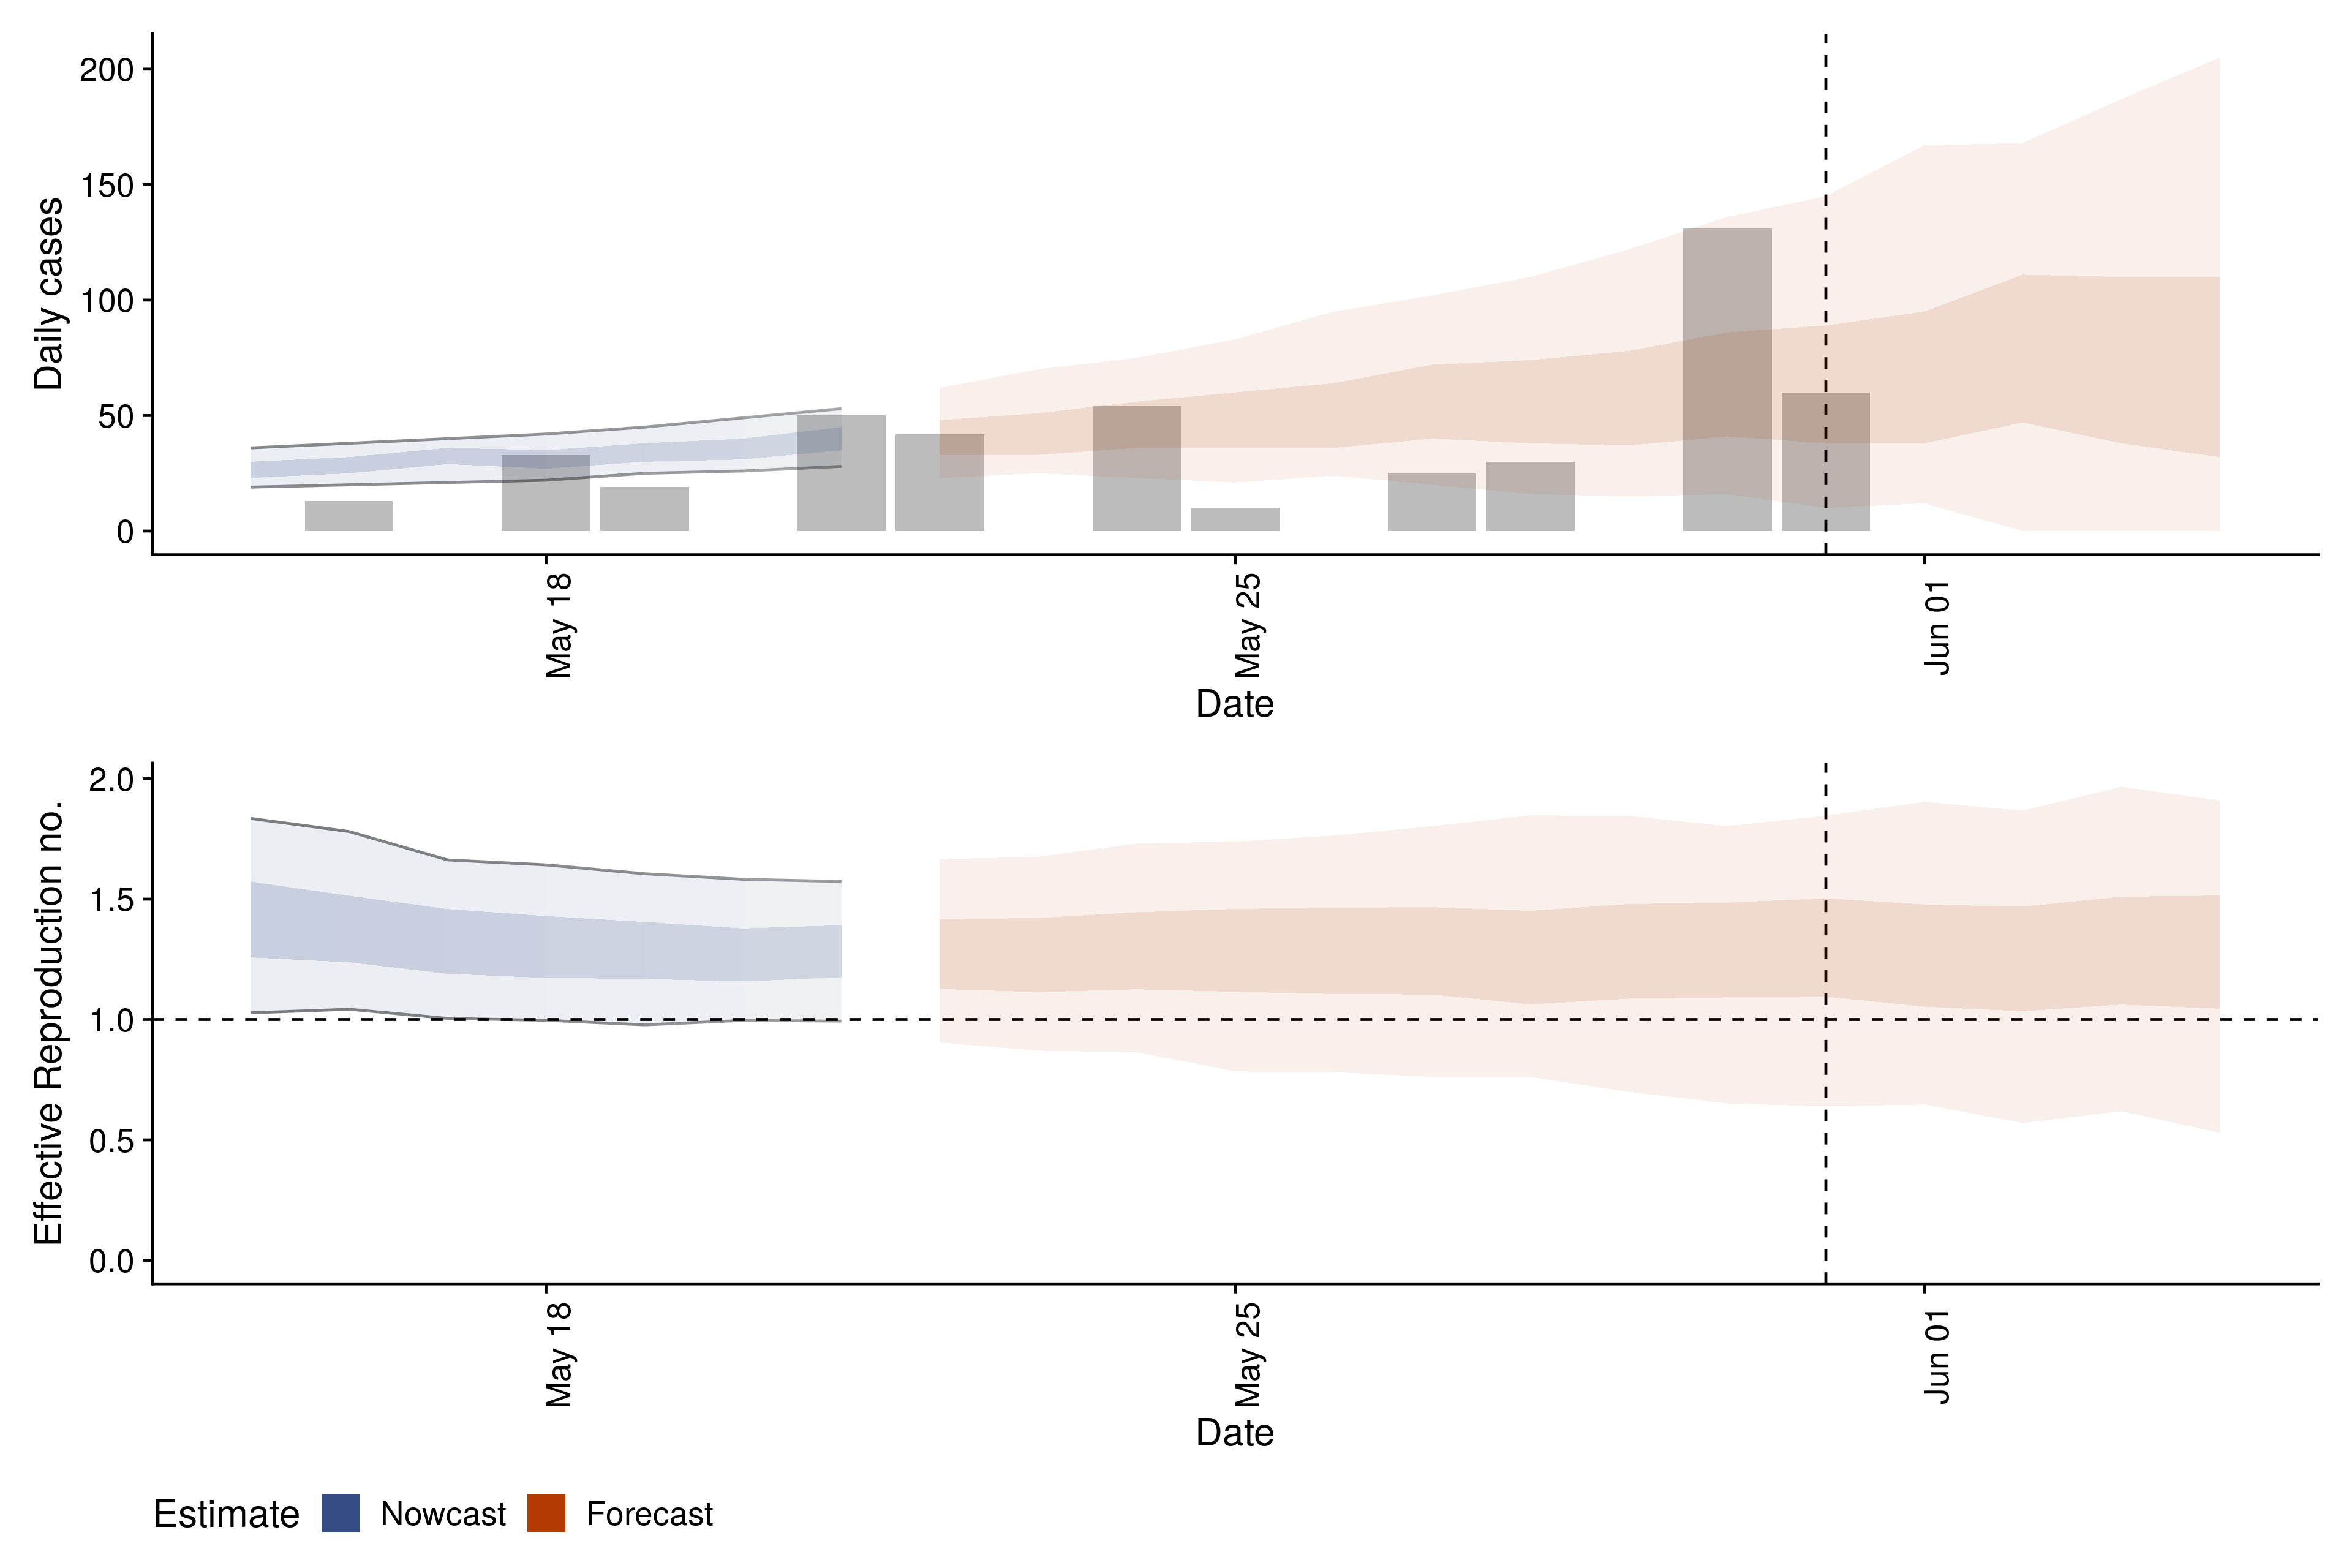 Daily cases
200
150
100
50
0
May 18
May 25
Jun 01
Date
Effective Reproduction no.
2.0
1.5
1.0
0.5
0.0
May 18
May 25
Jun 01
Date
Estimate Nowcast Forecast